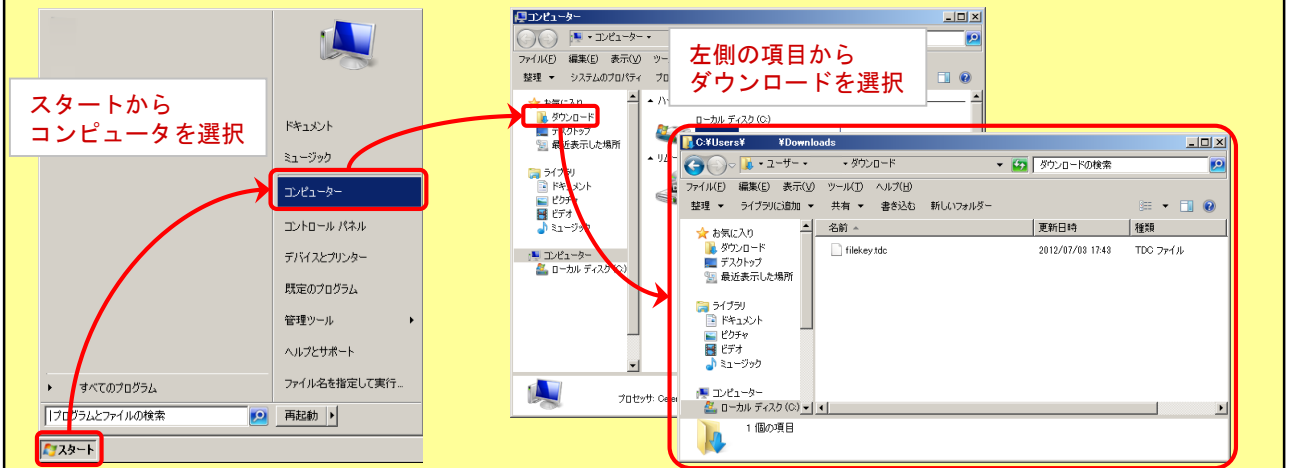 スタートから
コンピュータを選択
ドキュメント
ミュージック
コンピューター
コントロール パネル
デバイスとプリンター
既定のプログラム
管理ツール
ヘルプとサポート
ファイル名を指定して実行...
すべてのプログラム
プログラムとファイルの検索
再起動
スタート
コンピューター
コンピューター
ファイル(F) 編集(E) 表示(V)
整理 システムのプロパティ
左側の項目から
ダウンロードを選択
お気に入り
ダウンロード
デスクトップ
最近表示した場所
ライブラリ
ドキュメント
ピクチャ
ビデオ
ミュージック
コンピューター
ローカル ディスク (C:)
ローカル ディスク (C:)
プロセッサ:
C:¥Users¥ ¥Downloads
ユーザー ダウンロード
ダウンロードの検索
ファイル(F) 編集(E) 表示(V) ツール(T) ヘルプ(H)
整理 ライブラリに追加 共有 書き込む 新しいフォルダー
お気に入り
ダウンロード
デスクトップ
最近表示した場所
ライブラリ
ドキュメント
ピクチャ
ビデオ
ミュージック
コンピューター
ローカル ディスク (C:)
名前 更新日時 種類
filekey.tdc 2012/07/03 17:43 TDC ファイル
1 個の項目